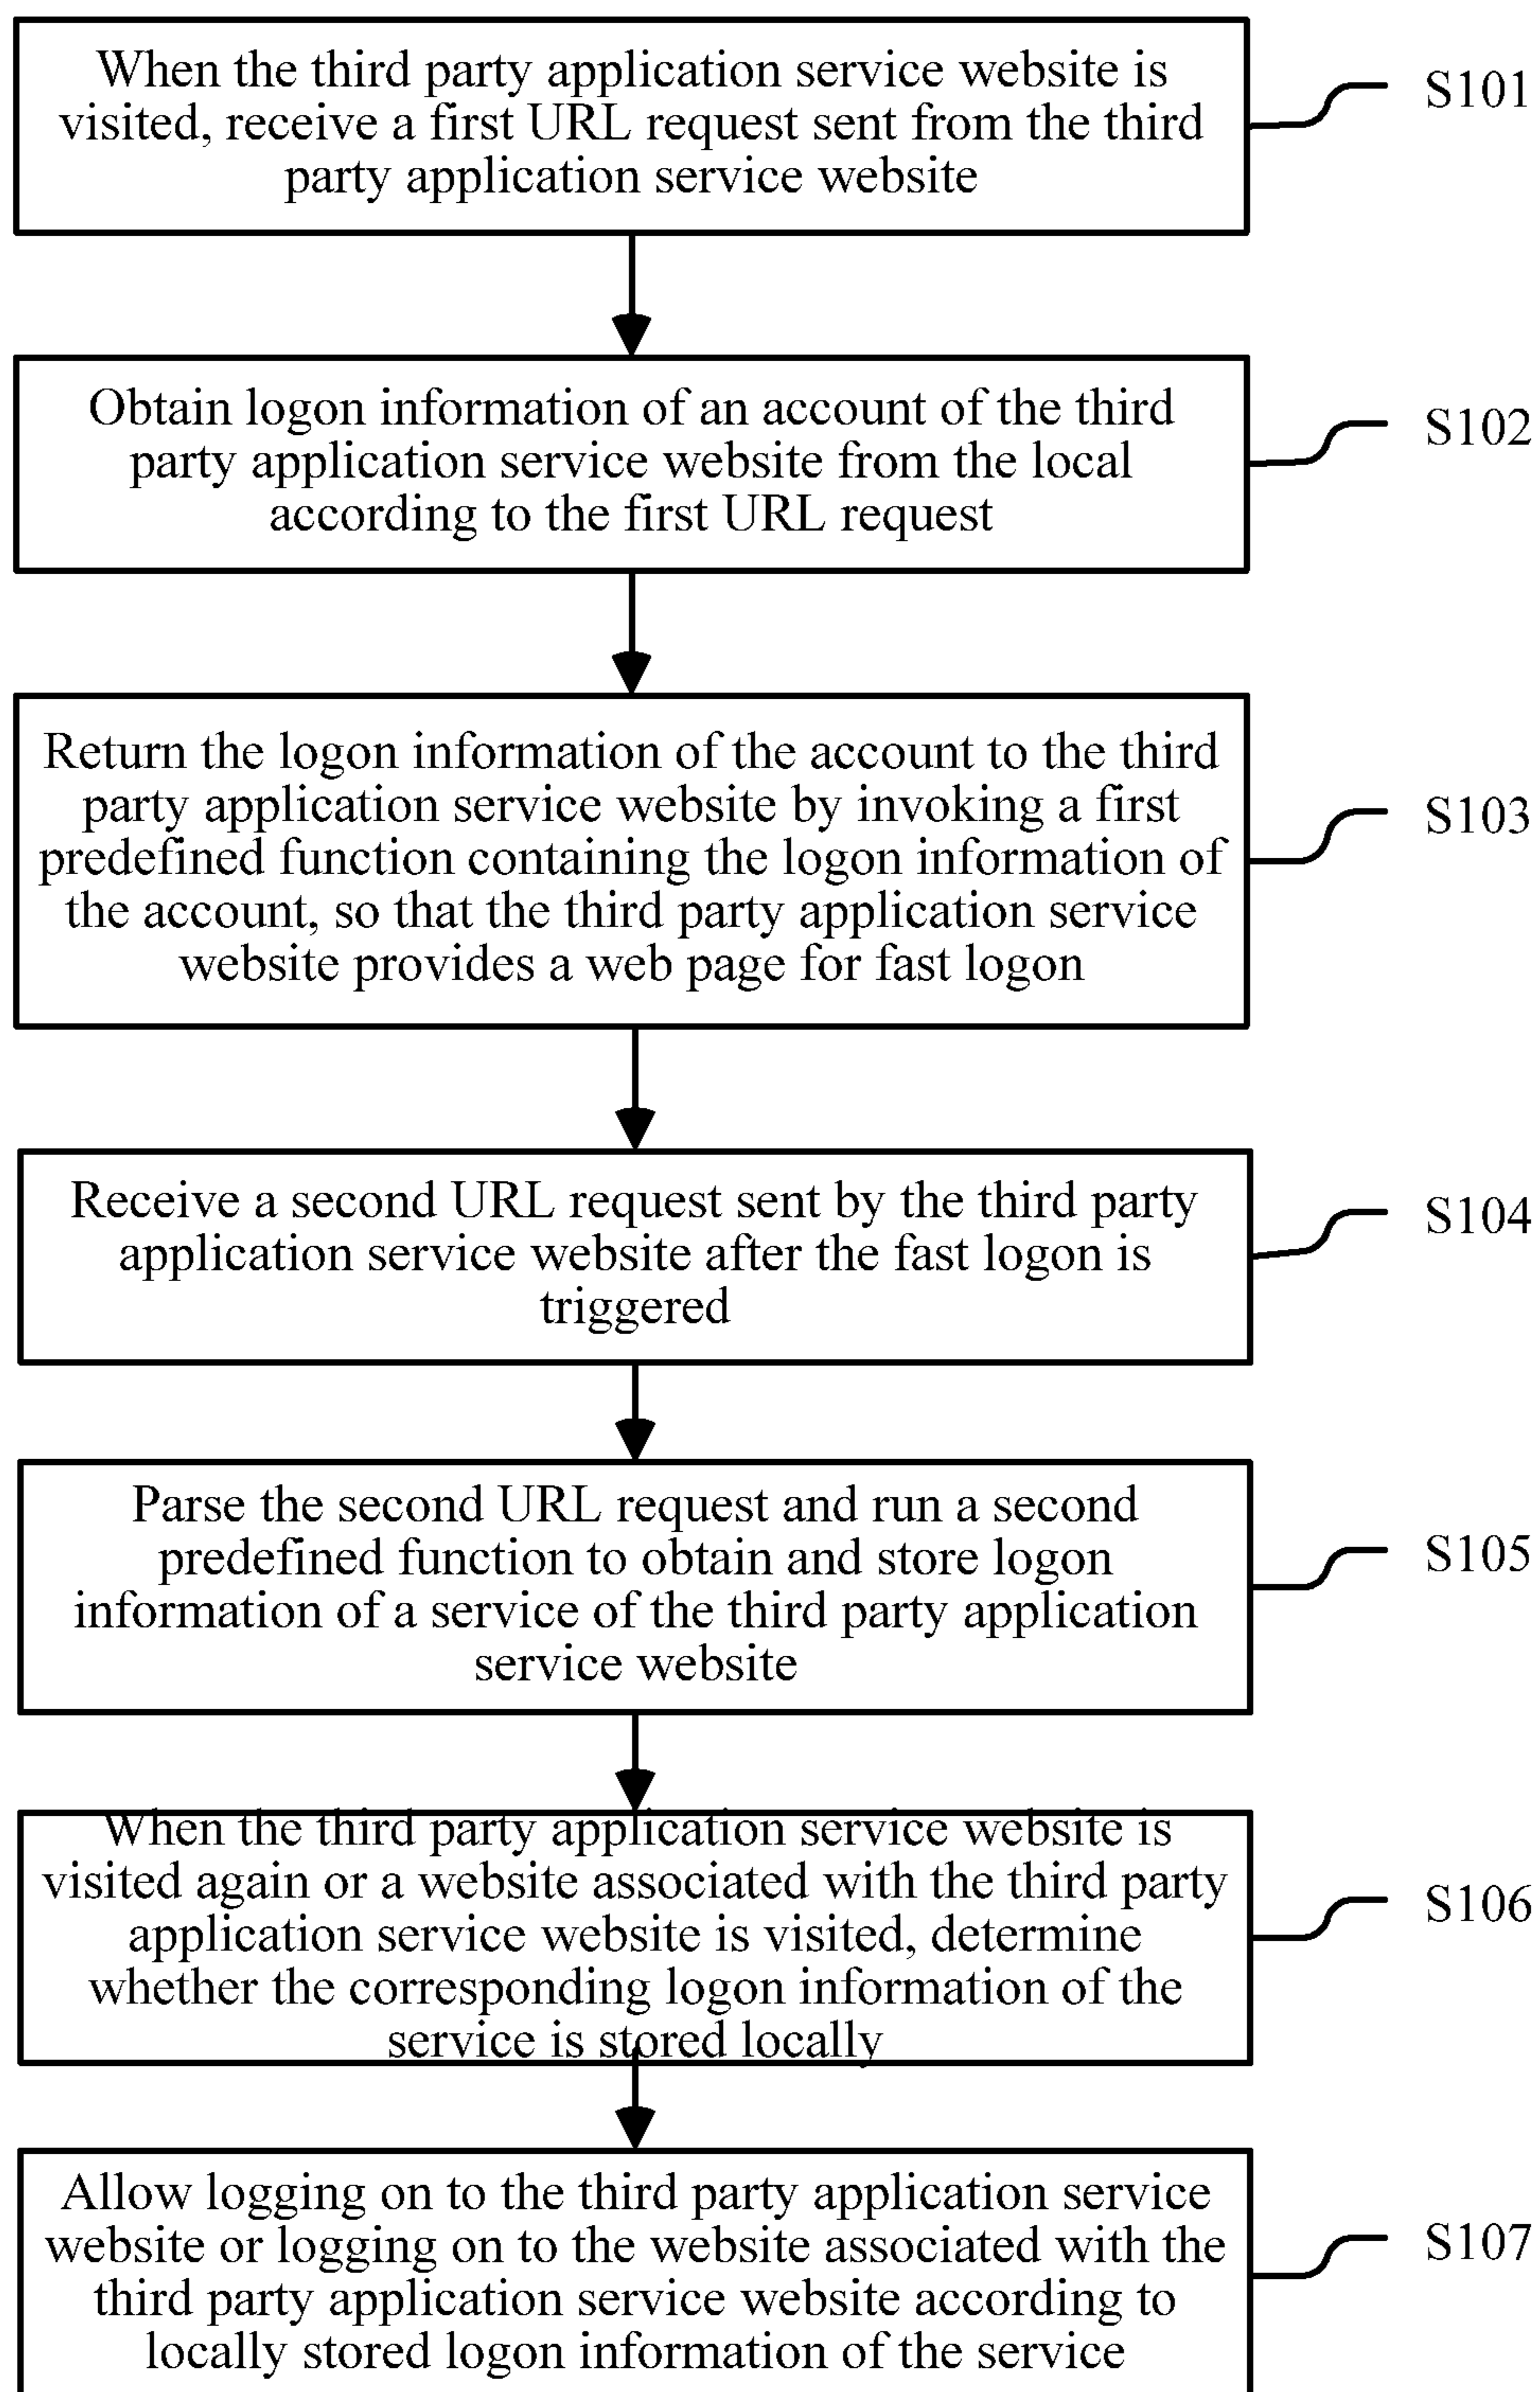 When the third party application service website is
visited, receive a first URL request sent from the third
party application service website
S101
Obtain logon information of an account of the third
party application service website from the local
according to the first URL request
S102
Return the logon information of the account to the third
party application service website by invoking a first
predefined function containing the logon information of
the account, so that the third party application service
website provides a web page for fast logon
S103
Receive a second URL request sent by the third party
application service website after the fast logon is
triggered
S104
Parse the second URL request and run a second
predefined function to obtain and store logon
information of a service of the third party application
service website
S105
When the third party application service website is
visited again or a website associated with the third party
application service website is visited, determine
whether the corresponding logon information of the
service is stored locally
S106
Allow logging on to the third party application service
website or logging on to the website associated with the
third party application service website according to
locally stored logon information of the service
S107